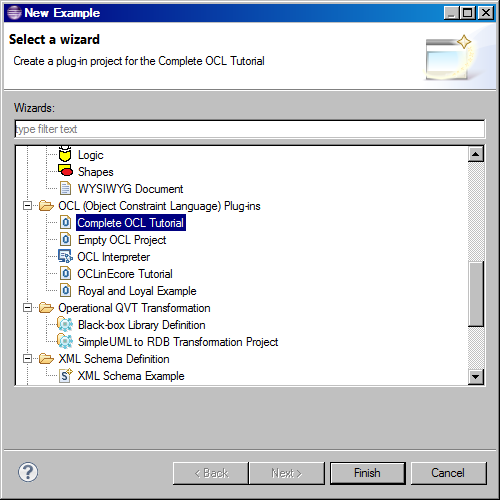 New Example
Select a wizard
Create a plug-in project for the Complete OCL Tutorial
Wizards:
type filter text
Logic
Shapes
WYSIWYG Document
OCL (Object Constraint Language) Plug-ins
Complete OCL Tutorial
Empty OCL Project
OCL Interpreter
OCLinEcore Tutorial
Royal and Loyal Example
Operational QVT Transformation
Black-box Library Definition
SimpleUML to RDB Transformation Project
XML Schema Definition
XML Schema Example
< Back
Next >
Finish
Cancel